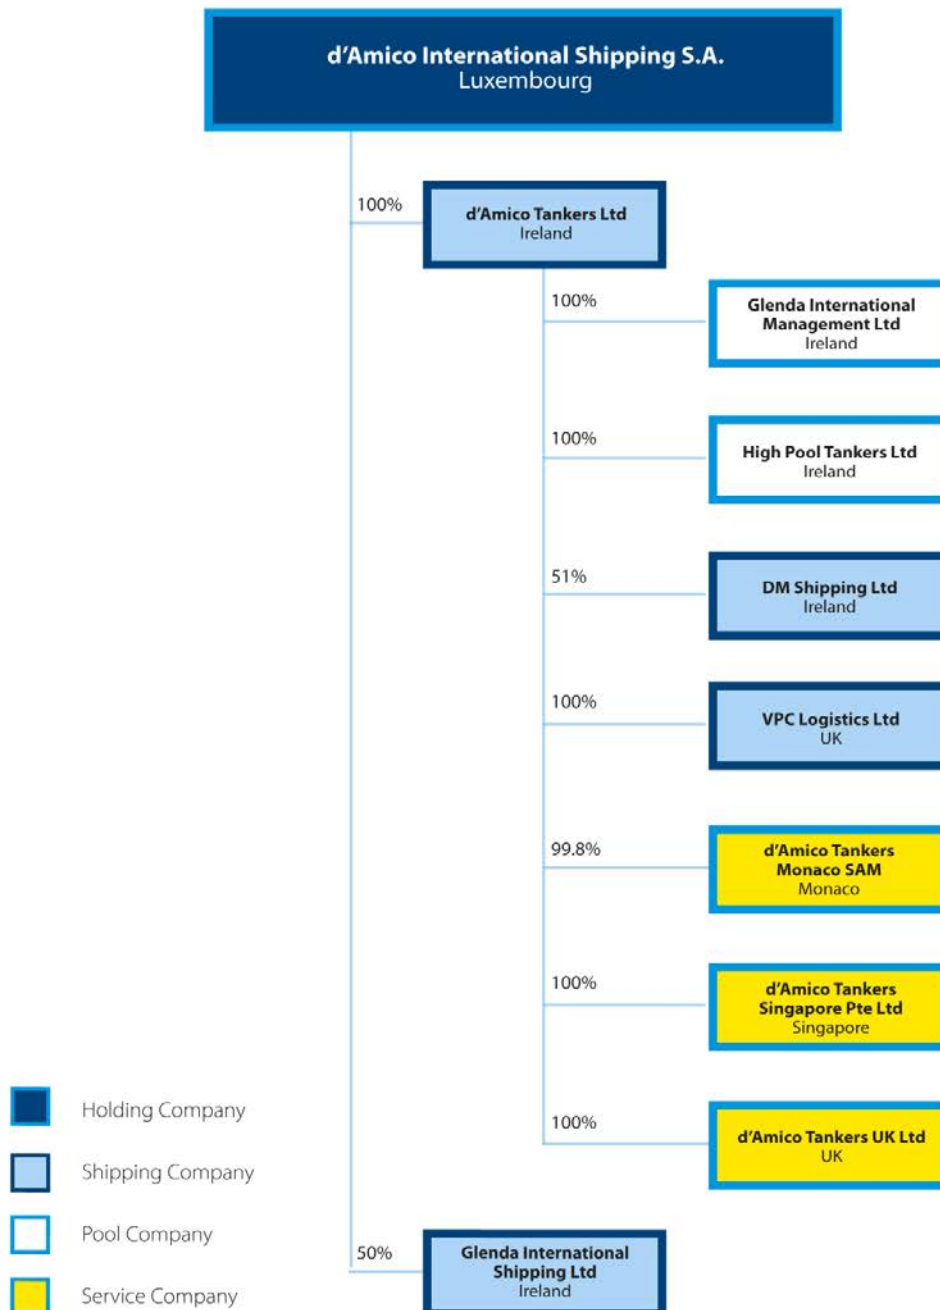 d'Amico International Shipping S.A.
Luxembourg
100%
d'Amico Tankers Ltd
Ireland
100%
Glenda International
Management Ltd
Ireland
100%
High Pool Tankers Ltd
Ireland
51%
DM Shipping Ltd
Ireland
100%
VPC Logistics Ltd
UK
99.8%
d'Amico Tankers
Monaco SAM
Monaco
100%
d'Amico Tankers
Singapore Pte Ltd
Singapore
100%
d'Amico Tankers UK Ltd
UK
50%
Glenda International
Shipping Ltd
Ireland
Holding Company
Shipping Company
Pool Company
Service Company